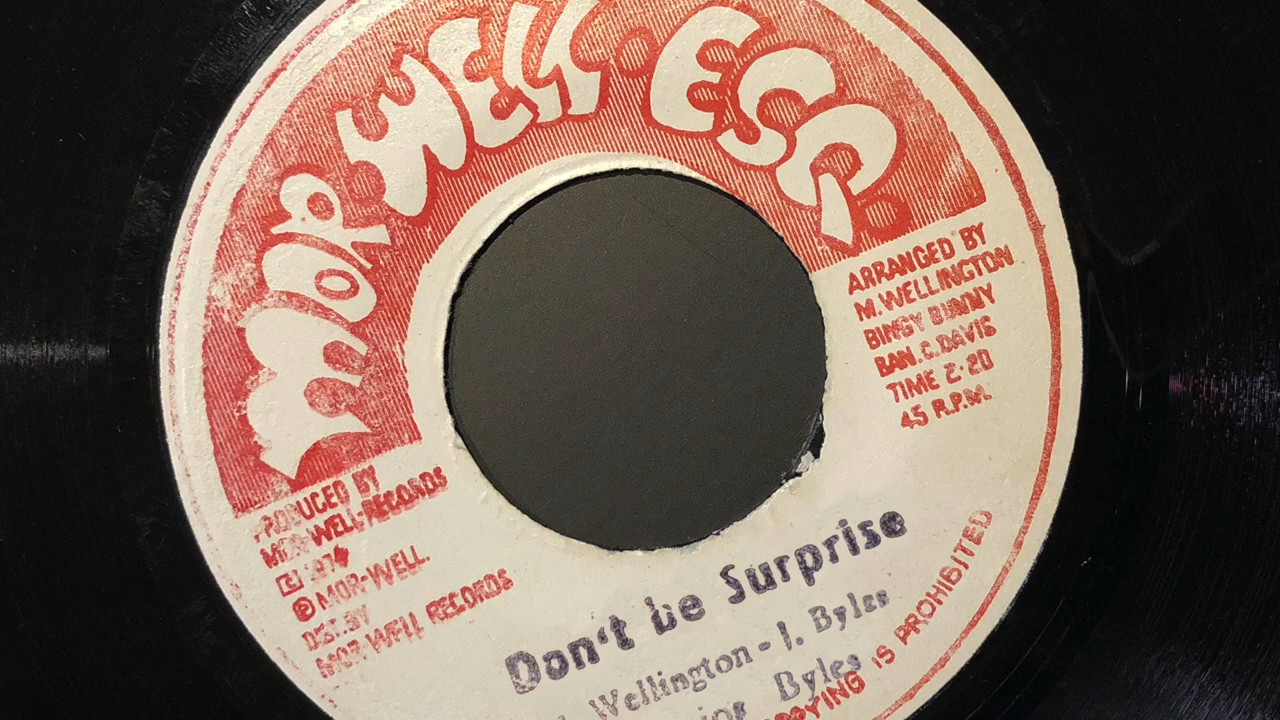 MOR-WELL-ESQ.
ARRANGED BY
M.WELLINGTON
BINGY BUNNY
BAN.C.DAVIS
TIME 2·20
45 R.P.M.
PRODUCED BY
MOR-WELL-RECORDS
© 1974
℗ MOR-WELL.
DIST.BY
MOR-WELL RECORDS
Don't be Surprise
Wellington - J. Byles
Byles
COPYING IS PROHIBITED